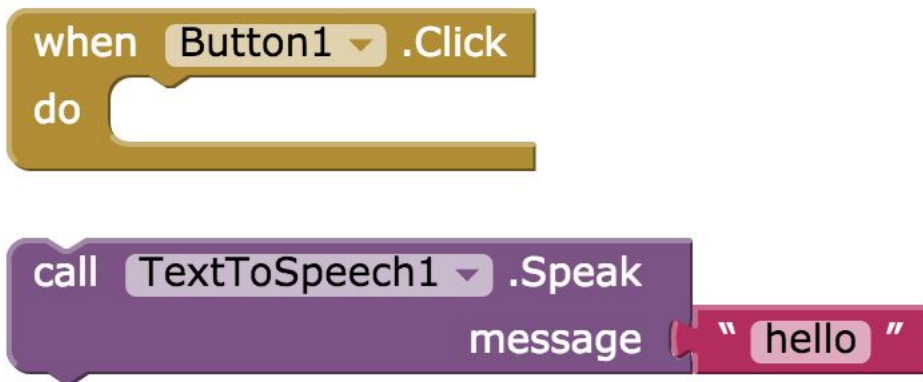 when Button1 .Click
do
call TextToSpeech1 .Speak
message " hello "